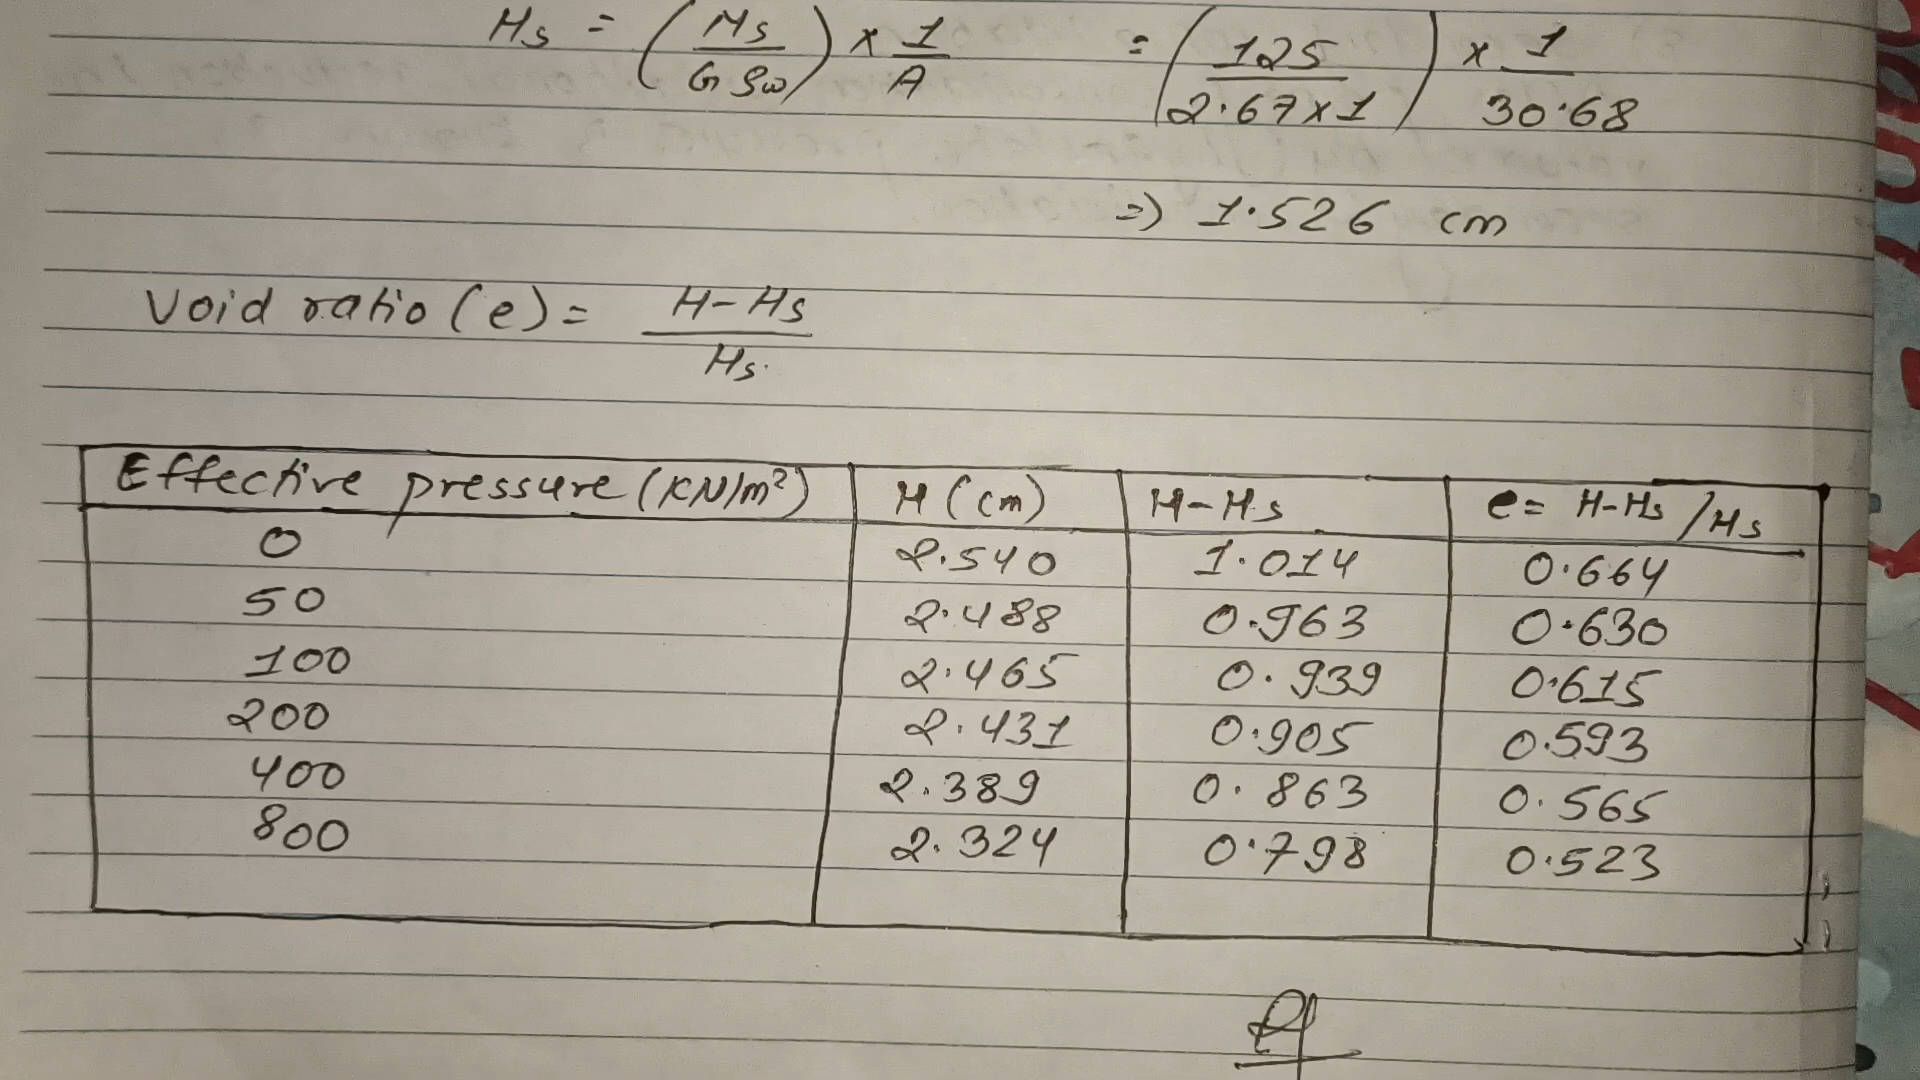 Hs = (Ms / G ρw) × 1/A = (125 / 2.67×1) × 1/30.68
=) 1.526 cm
Void ratio (e) = H-Hs / Hs.
Effective pressure (KN/m²) H (cm) H-Hs e= H-Hs /Hs
0 2.540 1.014 0.664
50 2.488 0.963 0.630
100 2.465 0.939 0.615
200 2.431 0.905 0.593
400 2.389 0.863 0.565
800 2.324 0.798 0.523